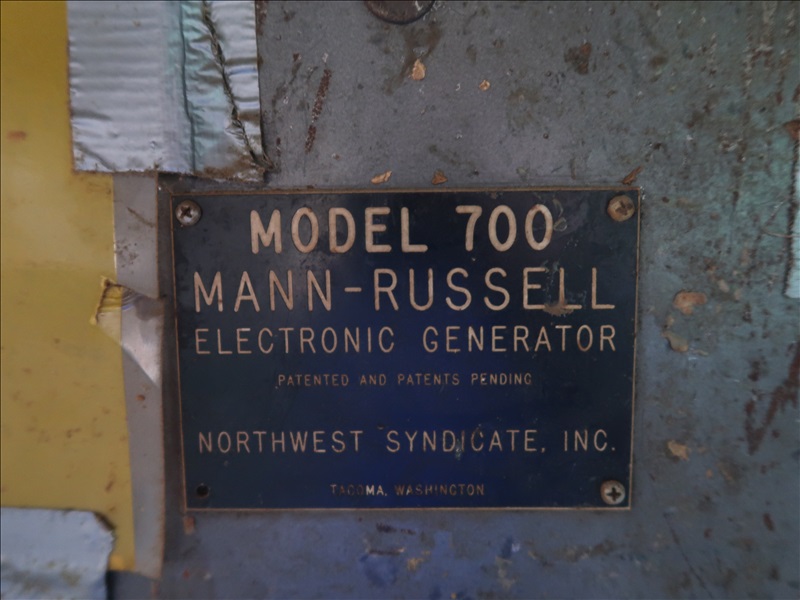 MODEL 700
MANN-RUSSELL
ELECTRONIC GENERATOR
PATENTED AND PATENTS PENDING
NORTHWEST SYNDICATE, INC.
TACOMA, WASHINGTON